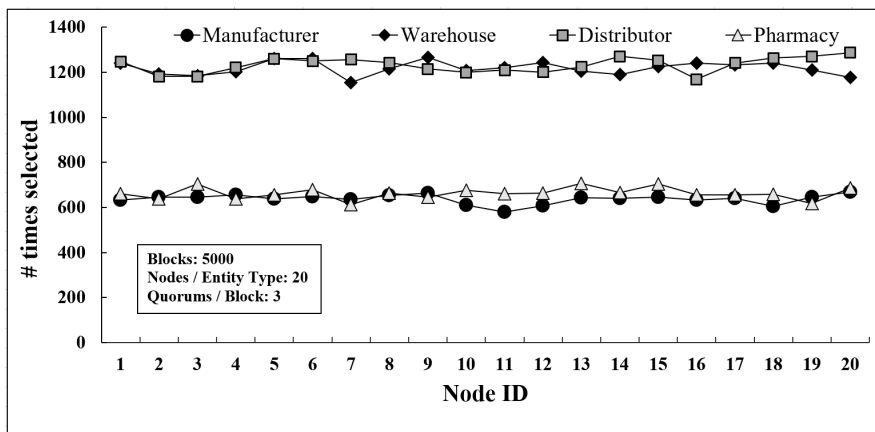 1400
Manufacturer Warehouse Distributor Pharmacy
1200
1000
800
600
400
200
0
# times selected
Blocks: 5000
Nodes / Entity Type: 20
Quorums / Block: 3
1 2 3 4 5 6 7 8 9 10 11 12 13 14 15 16 17 18 19 20
Node ID